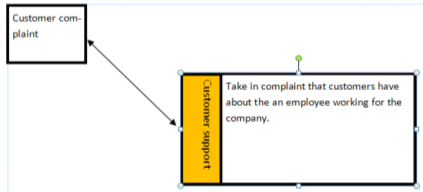 Customer com-
plaint
Customer support
Take in complaint that customers have
about the an employee working for the
company.